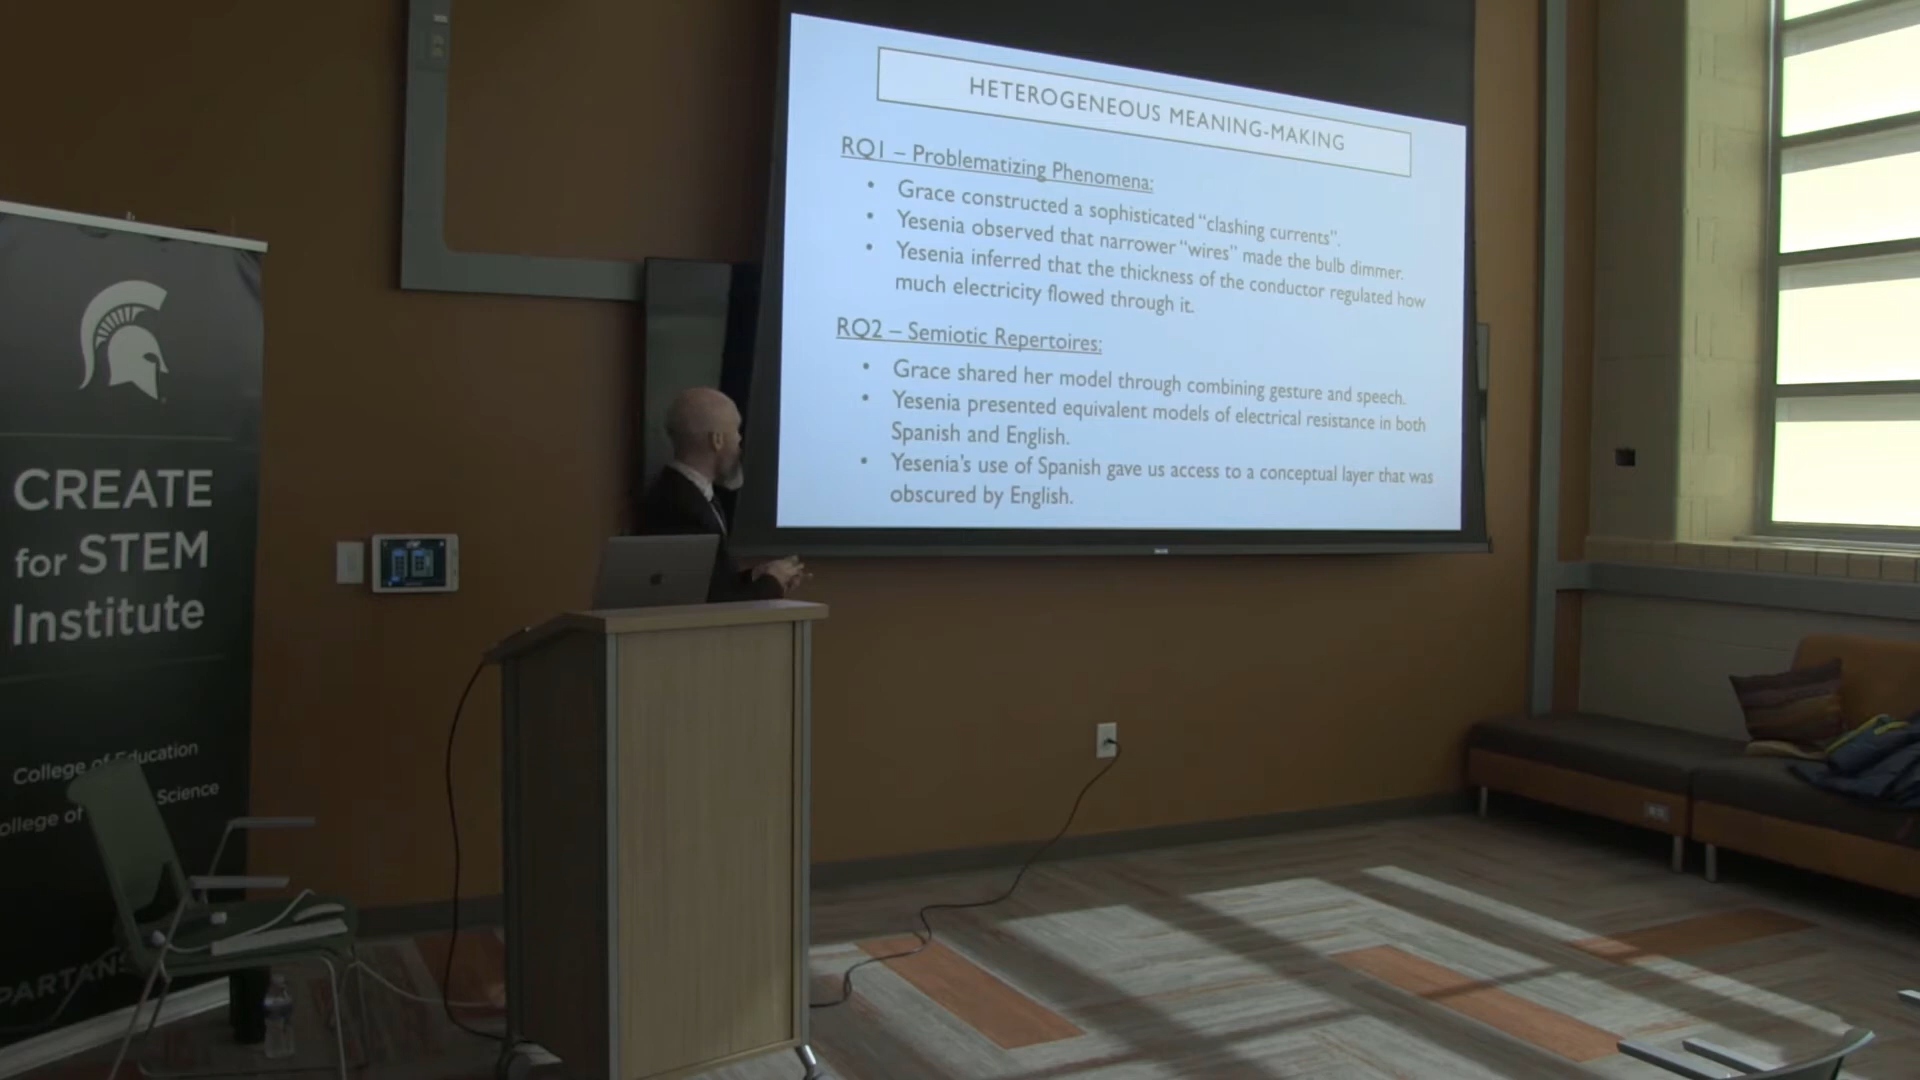 HETEROGENEOUS MEANING-MAKING
RQ1 – Problematizing Phenomena:
• Grace constructed a sophisticated “clashing currents”.
• Yesenia observed that narrower “wires” made the bulb dimmer.
• Yesenia inferred that the thickness of the conductor regulated how
much electricity flowed through it.
RQ2 – Semiotic Repertoires:
• Grace shared her model through combining gesture and speech.
• Yesenia presented equivalent models of electrical resistance in both
Spanish and English.
• Yesenia’s use of Spanish gave us access to a conceptual layer that was
obscured by English.
CREATE
for STEM
Institute
College of Education
College of Science
PARTANS